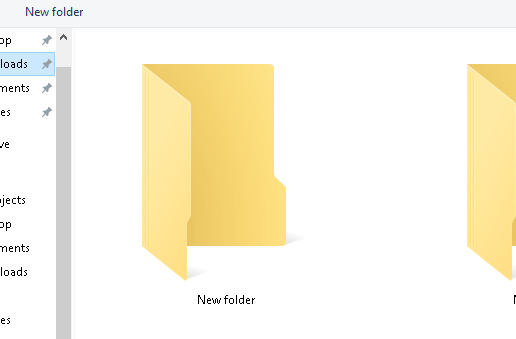 New folder
op
loads
ments
es
ve
jects
op
ments
loads
es
New folder